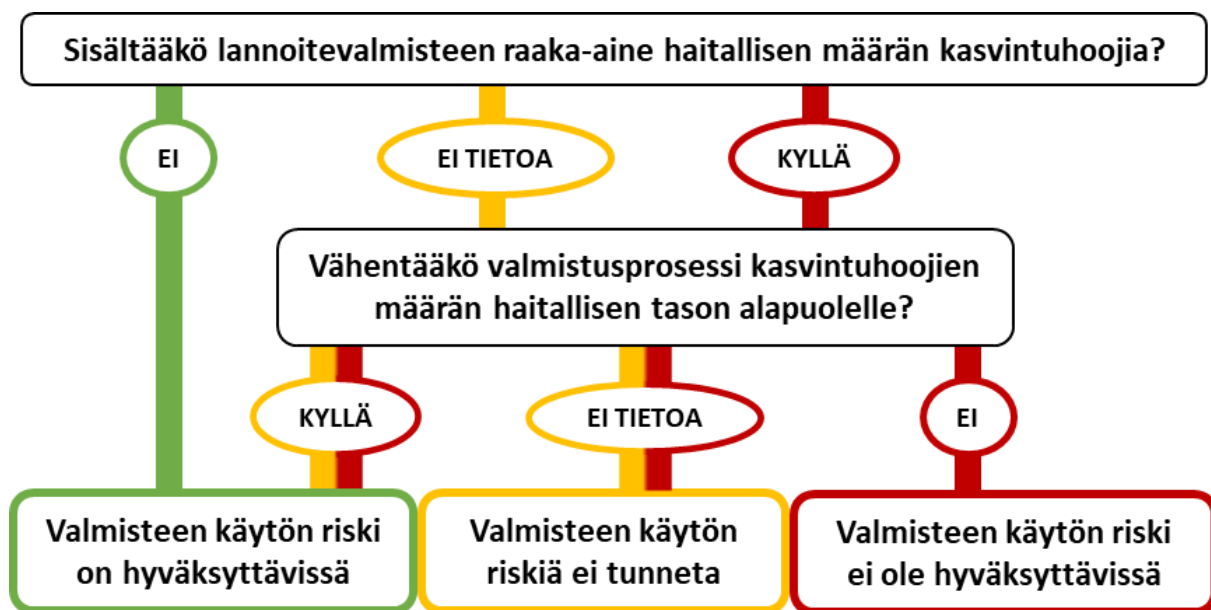 Sisältääkö lannoitevalmisteen raaka-aine haitallisen määrän kasvintuhoojia?
EI
EI TIETOA
KYLLÄ
Vähentääkö valmistusprosessi kasvintuhoojien
määrän haitallisen tason alapuolelle?
KYLLÄ
EI TIETOA
EI
Valmisteen käytön riski
on hyväksyttävissä
Valmisteen käytön
riskiä ei tunneta
Valmisteen käytön riski
ei ole hyväksyttävissä